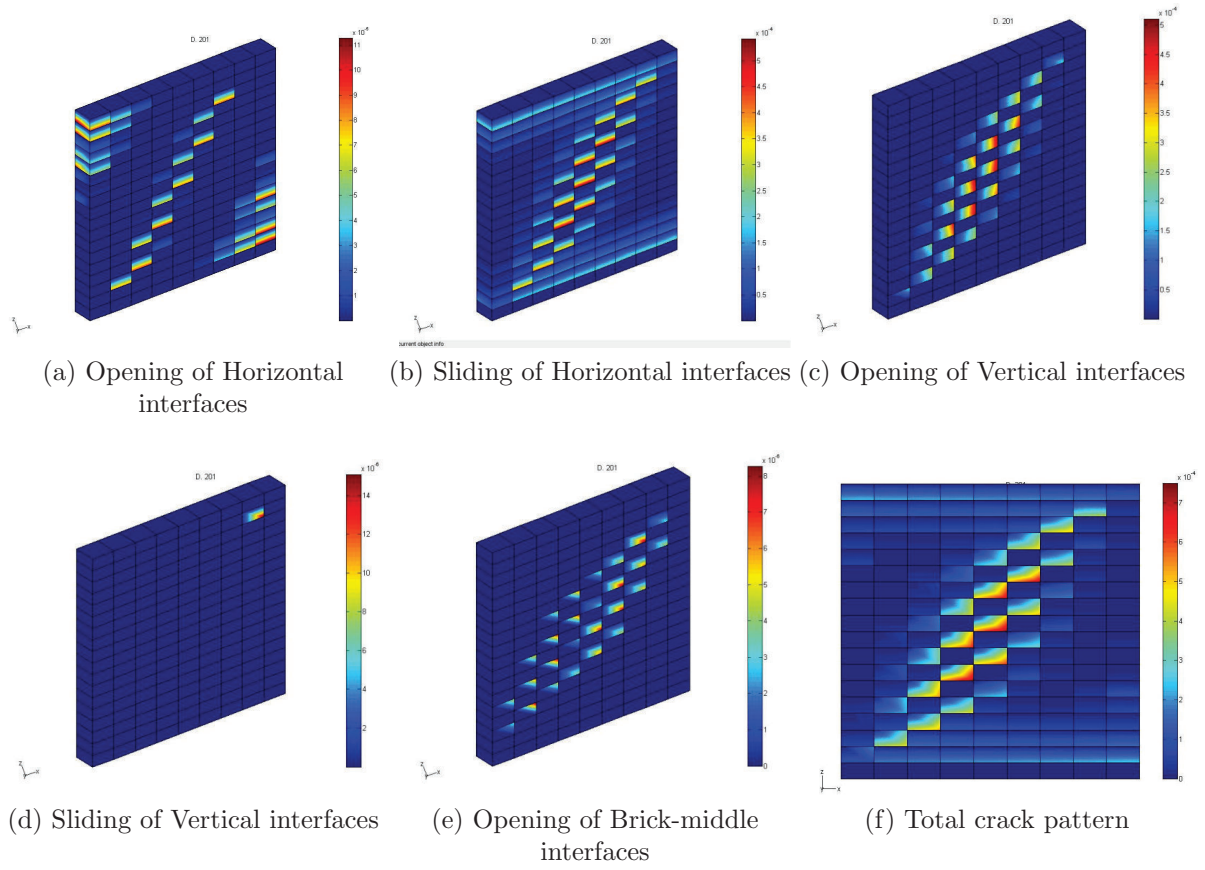 D. 201
x 10-5
11
10
9
8
7
6
5
4
3
2
1
z
y
x
(a) Opening of Horizontal
interfaces
D. 201
x 10-4
5
4.5
4
3.5
3
2.5
2
1.5
1
0.5
z
y
x
current object info
(b) Sliding of Horizontal interfaces
D. 201
x 10-4
5
4.5
4
3.5
3
2.5
2
1.5
1
0.5
z
y
x
(c) Opening of Vertical interfaces
D. 201
14
12
10
8
6
4
2
z
y
x
(d) Sliding of Vertical interfaces
D. 201
8
7
6
5
4
3
2
1
0
z
y
x
(e) Opening of Brick-middle
interfaces
x 10-4
7
6
5
4
3
2
1
0
z
x
(f) Total crack pattern